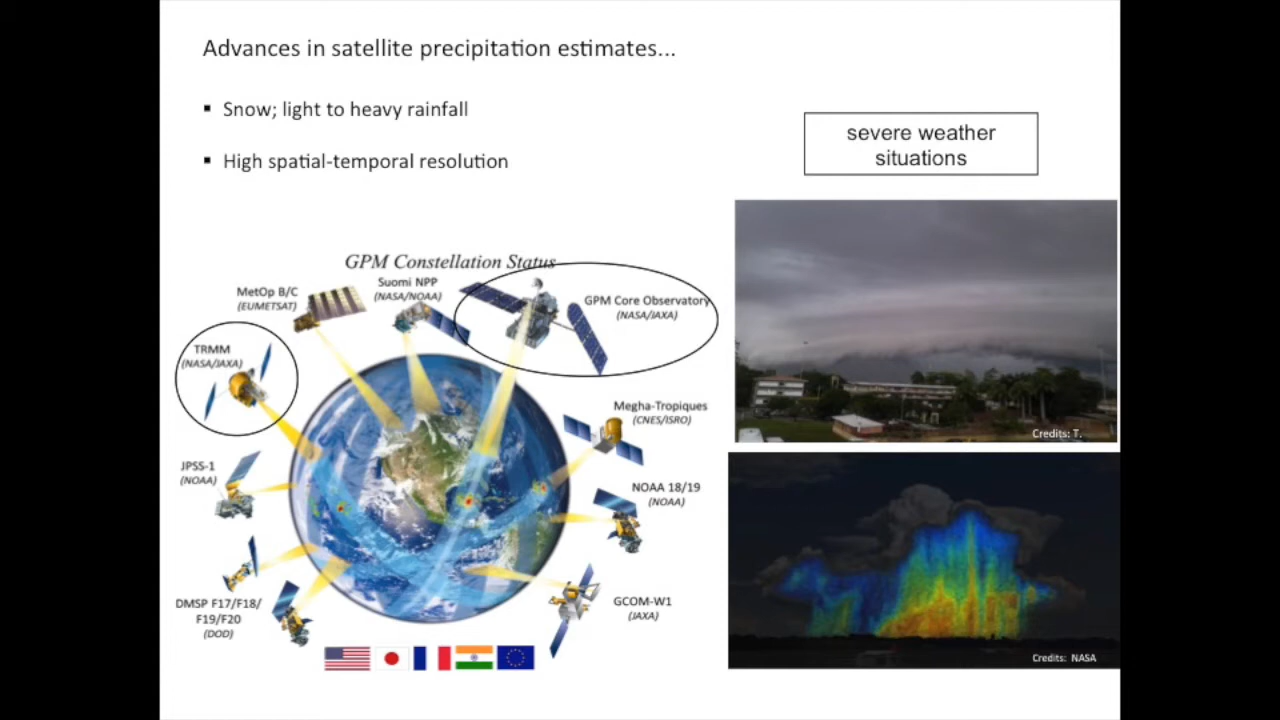 Advances in satellite precipitation estimates...
▪ Snow; light to heavy rainfall
▪ High spatial-temporal resolution
severe weather
situations
GPM Constellation Status
MetOp B/C
(EUMETSAT)
Suomi NPP
(NASA/NOAA)
GPM Core Observatory
(NASA/JAXA)
TRMM
(NASA/JAXA)
Megha-Tropiques
(CNES/ISRO)
JPSS-1
(NOAA)
NOAA 18/19
(NOAA)
DMSP F17/F18/
F19/F20
(DOD)
GCOM-W1
(JAXA)
Credits: T.
Credits: NASA